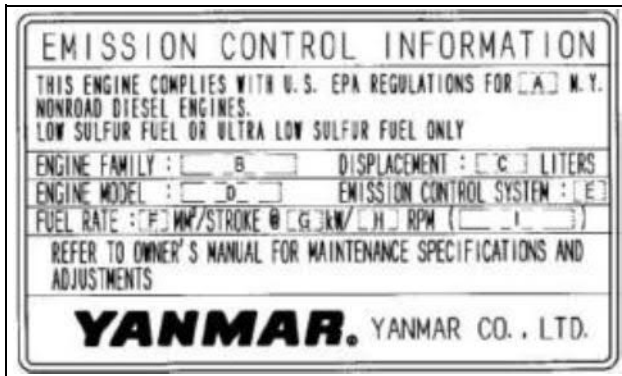 EMISSION CONTROL INFORMATION
THIS ENGINE COMPLIES WITH U.S. EPA REGULATIONS FOR [A] M.Y.
NONROAD DIESEL ENGINES.
LOW SULFUR FUEL OR ULTRA LOW SULFUR FUEL ONLY
ENGINE FAMILY : [B] DISPLACEMENT : [C] LITERS
ENGINE MODEL : [D] EMISSION CONTROL SYSTEM : [E]
FUEL RATE : [F] MM³/STROKE @ [G] kW/ [H] RPM ([I])
REFER TO OWNER'S MANUAL FOR MAINTENANCE SPECIFICATIONS AND
ADJUSTMENTS
YANMAR. YANMAR CO., LTD.